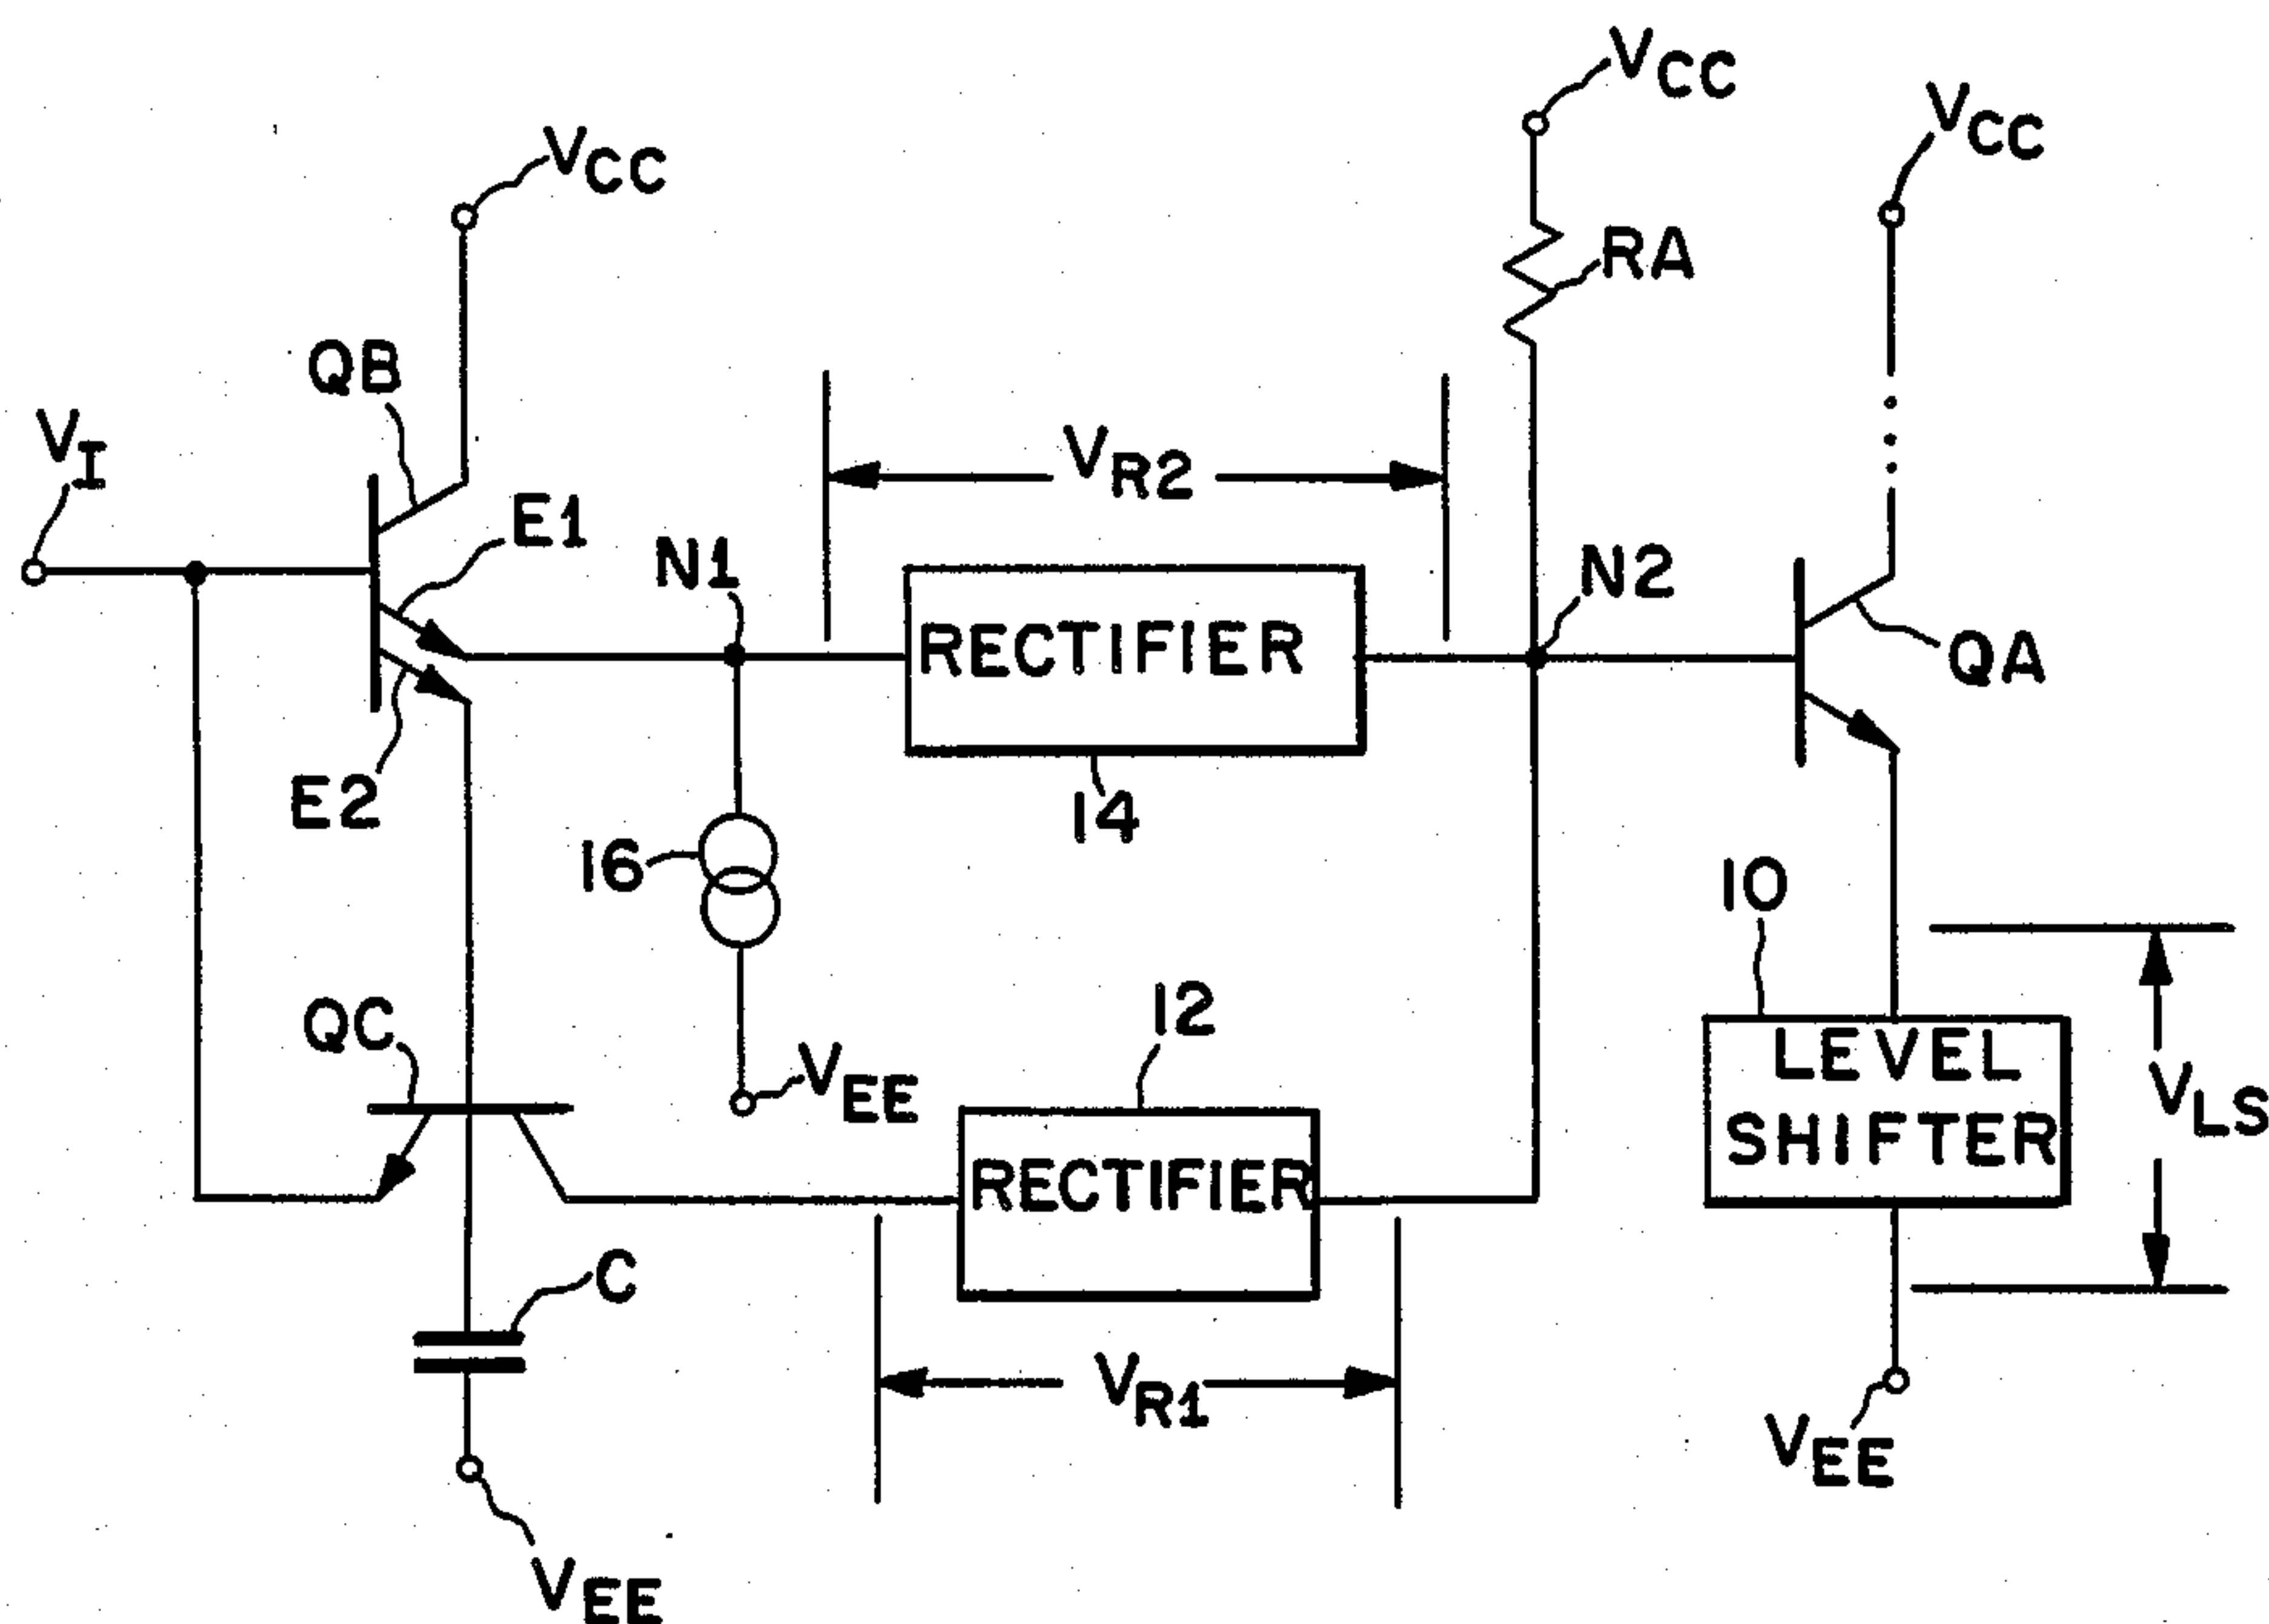 VCC
VCC
VCC
RA
QB
VI
E1
VR2
N1
N2
RECTIFIER
QA
E2
14
16
10
QC
12
LEVEL
SHIFTER
VEE
VLS
RECTIFIER
C
VR1
VEE
VEE